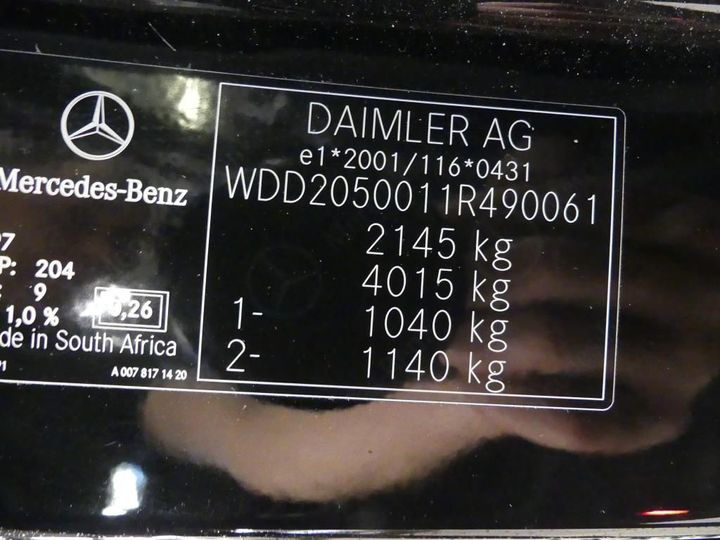 DAIMLER AG
e1*2001/116*0431
WDD2050011R490061
2145 kg
4015 kg
1- 1040 kg
2- 1140 kg
Mercedes-Benz
204
9
1,0 %
in South Africa
A 007 817 14 20